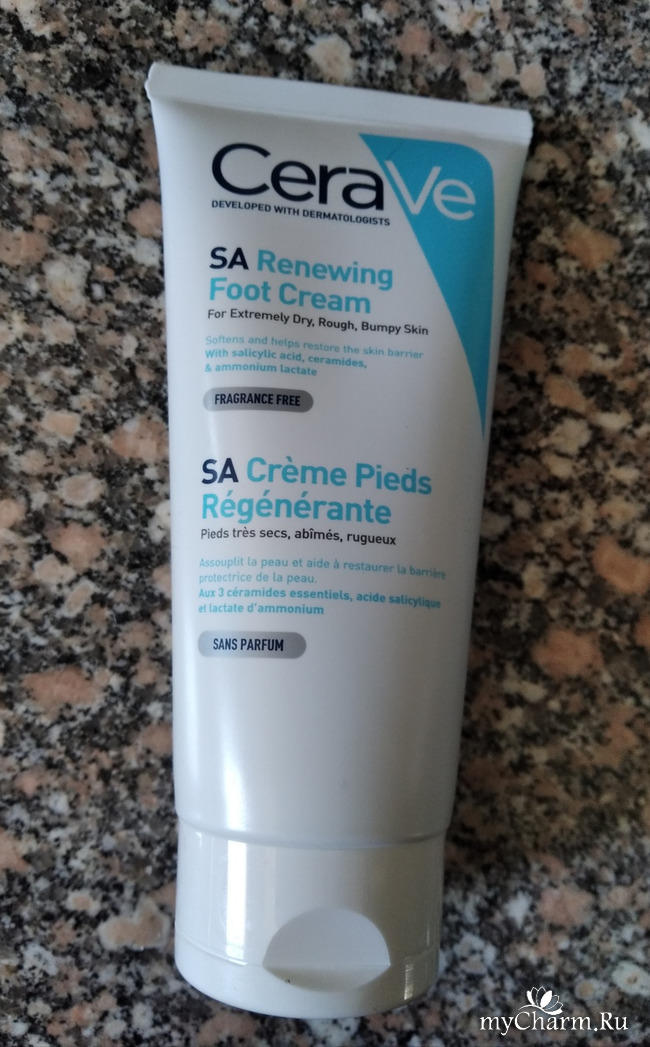 CeraVe
DEVELOPED WITH DERMATOLOGISTS
SA Renewing
Foot Cream
For Extremely Dry, Rough, Bumpy Skin
Softens and helps restore the skin barrier
With salicylic acid, ceramides,
& ammonium lactate
FRAGRANCE FREE
SA Crème Pieds
Régénérante
Pieds très secs, abîmés, rugueux
Assouplit la peau et aide à restaurer la barrière
protectrice de la peau.
Aux 3 céramides essentiels, acide salicylique
et lactate d'ammonium
SANS PARFUM
myCharm.Ru